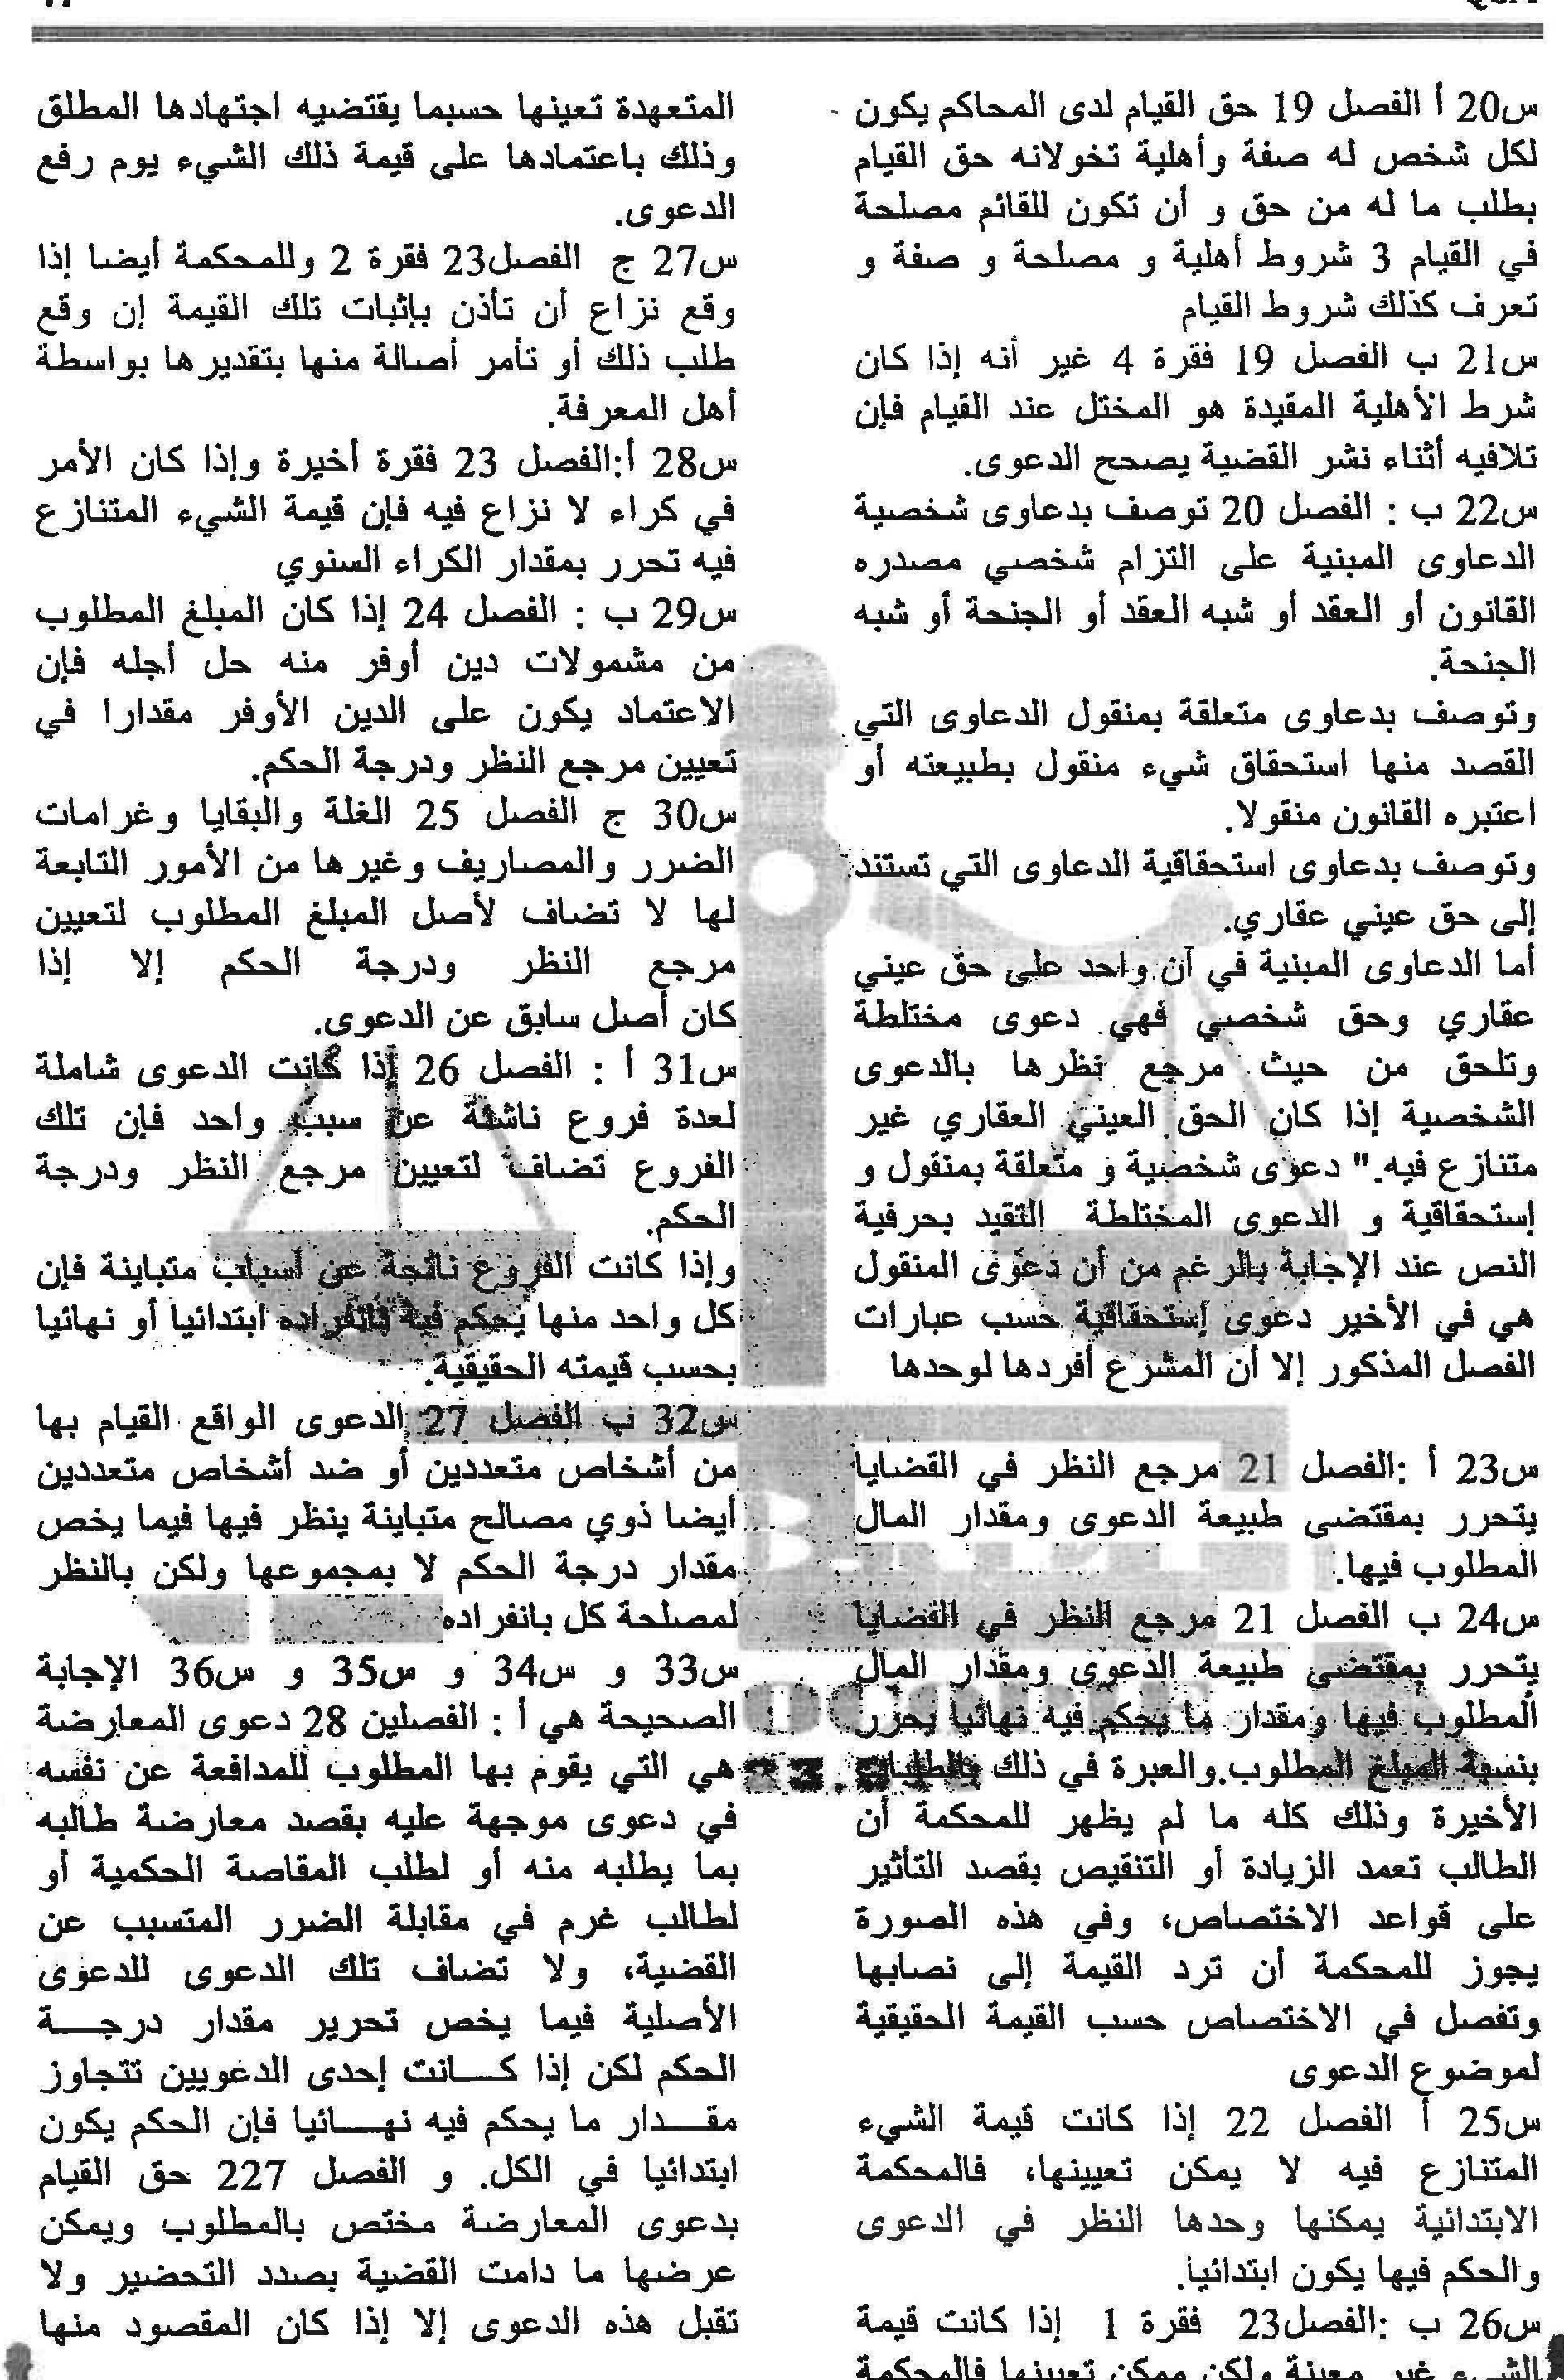 س20 أ الفصل 19 حق القيام لدى المحاكم يكون
لكل شخص له صفة وأهلية تخولانه حق القيام
بطلب ما له من حق و أن تكون للقائم مصلحة
في القيام 3 شروط أهلية و مصلحة و صفة و
تعرف كذلك شروط القيام
س21 ب الفصل 19 فقرة 4 غير أنه إذا كان
شرط الأهلية المقيدة هو المختل عند القيام فإن
تلافيه أثناء نشر القضية يصحح الدعوى.
س22 ب : الفصل 20 توصف بدعاوى شخصية
الدعاوى المبنية على التزام شخصي مصدره
القانون أو العقد أو شبه العقد أو الجنحة أو شبه
الجنحة.
وتوصف بدعاوى متعلقة بمنقول الدعاوى التي
القصد منها استحقاق شيء منقول بطبيعته أو
اعتبره القانون منقولا.
وتوصف بدعاوى استحقاقية الدعاوى التي تستند
إلى حق عيني عقاري.
أما الدعاوى المبنية في آن واحد على حق عيني
عقاري وحق شخصي فهي دعوى مختلطة
وتلحق من حيث مرجع نظرها بالدعوى
الشخصية إذا كان الحق العيني العقاري غير
متنازع فيه." دعوى شخصية و متعلقة بمنقول و
إستحقاقية و الدعوى المختلطة التقيد بحرفية
النص عند الإجابة بالرغم من أن دعوى المنقول
هي في الأخير دعوى إستحقاقية حسب عبارات
الفصل المذكور إلا أن المشرع أفردها لوحدها
س23 أ :الفصل 21 مرجع النظر في القضايا
يتحرر بمقتضى طبيعة الدعوى ومقدار المال
المطلوب فيها.
س24 ب الفصل 21 مرجع النظر في القضايا
يتحرر بمقتضى طبيعة الدعوى ومقدار المال
المطلوب فيها ومقدار ما يحكم فيه نهائيا يحرر
بنسبة المبلغ المطلوب.والعبرة في ذلك بالطلبات
الأخيرة وذلك كله ما لم يظهر للمحكمة أن
الطالب تعمد الزيادة أو التنقيص بقصد التأثير
على قواعد الاختصاص، وفي هذه الصورة
يجوز للمحكمة أن ترد القيمة إلى نصابها
وتفصل في الاختصاص حسب القيمة الحقيقية
لموضوع الدعوى
س25 أ الفصل 22 إذا كانت قيمة الشيء
المتنازع فيه لا يمكن تعيينها، فالمحكمة
الابتدائية يمكنها وحدها النظر في الدعوى
والحكم فيها يكون ابتدائيا.
س26 ب :الفصل23 فقرة 1 إذا كانت قيمة
الشيء غير معينة ولكن ممكن تعيينها فالمحكمة
المتعهدة تعينها حسبما يقتضيه اجتهادها المطلق
وذلك باعتمادها على قيمة ذلك الشيء يوم رفع
الدعوى.
س27 ج الفصل23 فقرة 2 وللمحكمة أيضا إذا
وقع نزاع أن تأذن بإثبات تلك القيمة إن وقع
طلب ذلك أو تأمر أصالة منها بتقديرها بواسطة
أهل المعرفة.
س28 أ:الفصل 23 فقرة أخيرة وإذا كان الأمر
في كراء لا نزاع فيه فإن قيمة الشيء المتنازع
فيه تحرر بمقدار الكراء السنوي
س29 ب : الفصل 24 إذا كان المبلغ المطلوب
من مشمولات دين أوفر منه حل أجله فإن
الاعتماد يكون على الدين الأوفر مقدارا في
تعيين مرجع النظر ودرجة الحكم.
س30 ج الفصل 25 الغلة والبقايا وغرامات
الضرر والمصاريف وغيرها من الأمور التابعة
لها لا تضاف لأصل المبلغ المطلوب لتعيين
مرجع النظر ودرجة الحكم إلا إذا
كان أصل سابق عن الدعوى.
س31 أ : الفصل 26 إذا كانت الدعوى شاملة
لعدة فروع ناشئة عن سبب واحد فإن تلك
الفروع تضاف لتعيين مرجع النظر ودرجة
الحكم.
وإذا كانت الفروع ناتجة عن أسباب متباينة فإن
كل واحد منها يحكم فيه بانفراده ابتدائيا أو نهائيا
بحسب قيمته الحقيقية.
س32 ب الفصل 27 الدعوى الواقع القيام بها
من أشخاص متعددين أو ضد أشخاص متعددين
أيضا ذوي مصالح متباينة ينظر فيها فيما يخص
مقدار درجة الحكم لا بمجموعها ولكن بالنظر
لمصلحة كل بانفراده
س33 و س34 و س35 و س36 الإجابة
الصحيحة هي أ : الفصلين 28 دعوى المعارضة
هي التي يقوم بها المطلوب للمدافعة عن نفسه
في دعوى موجهة عليه بقصد معارضة طالبه
بما يطلبه منه أو لطلب المقاصة الحكمية أو
لطالب غرم في مقابلة الضرر المتسبب عن
القضية، ولا تضاف تلك الدعوى للدعوى
الأصلية فيما يخص تحرير مقدار درجـــة
الحكم لكن إذا كـــانت إحدى الدعويين تتجاوز
مقـــدار ما يحكم فيه نهـــائيا فإن الحكم يكون
ابتدائيا في الكل. و الفصل 227 حق القيام
بدعوى المعارضة مختص بالمطلوب ويمكن
عرضها ما دامت القضية بصدد التحضير ولا
تقبل هذه الدعوى إلا إذا كان المقصود منها